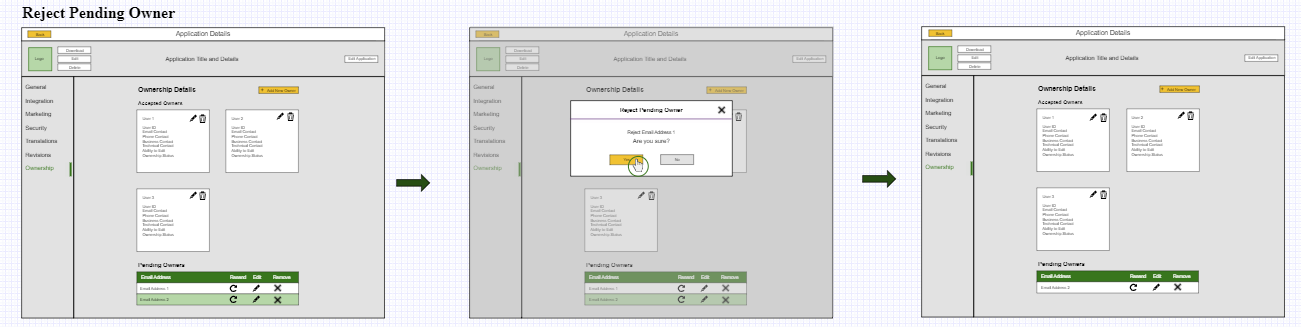 Reject Pending Owner
Application Details
Back
Logo
Download
Edit
Delete
Application Title and Details
Edit Application
General
Integration
Marketing
Security
Translations
Revisions
Ownership
Ownership Details
+ Add New Owner
Accepted Owners
User 1
User ID
Email Contact
Phone Contact
Business Contact
Technical Contact
Ability to Edit
Ownership Status
User 2
User ID
Email Contact
Phone Contact
Business Contact
Technical Contact
Ability to Edit
Ownership Status
User 3
User ID
Email Contact
Phone Contact
Business Contact
Technical Contact
Ability to Edit
Ownership Status
Pending Owners
Email Address Resend Edit Remove
Email Address 1
Email Address 2
Application Details
Back
Logo
Download
Edit
Delete
Application Title and Details
Edit Application
General
Integration
Marketing
Security
Translations
Revisions
Ownership
Ownership Details
+ Add New Owner
Accepted Owners
Reject Pending Owner
Reject Email Address 1
Are you sure?
Yes
No
User 3
User ID
Email Contact
Phone Contact
Business Contact
Technical Contact
Ability to Edit
Ownership Status
Pending Owners
Email Address Resend Edit Remove
Email Address 1
Email Address 2
Application Details
Back
Logo
Download
Edit
Delete
Application Title and Details
Edit Application
General
Integration
Marketing
Security
Translations
Revisions
Ownership
Ownership Details
+ Add New Owner
Accepted Owners
User 1
User ID
Email Contact
Phone Contact
Business Contact
Technical Contact
Ability to Edit
Ownership Status
User 2
User ID
Email Contact
Phone Contact
Business Contact
Technical Contact
Ability to Edit
Ownership Status
User 3
User ID
Email Contact
Phone Contact
Business Contact
Technical Contact
Ability to Edit
Ownership Status
Pending Owners
Email Address Resend Edit Remove
Email Address 2